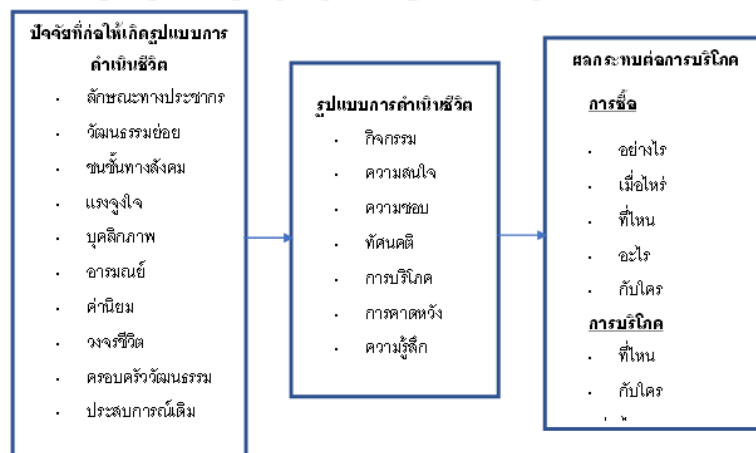 ปัจจัยที่ก่อให้เกิดรูปแบบการ
ดำเนินชีวิต
· ลักษณะทางประชากร
· วัฒนธรรมย่อย
· ชนชั้นทางสังคม
· แรงจูงใจ
· บุคลิกภาพ
· อารมณย์
· ค่านิยม
· วงจรชีวิต
· ครอบครัววัฒนธรรม
· ประสบการณ์เดิม
รูปแบบการดำเนินชีวิต
· กิจกรรม
· ความสนใจ
· ความชอบ
· ทัศนคติ
· การบริโภค
· การคาดหวัง
· ความรู้สึก
ผลกระทบต่อการบริโภค
การซื้อ
· อย่างไร
· เมื่อไหร่
· ที่ไหน
· อะไร
· กับใคร
การบริโภค
· ที่ไหน
· กับใคร